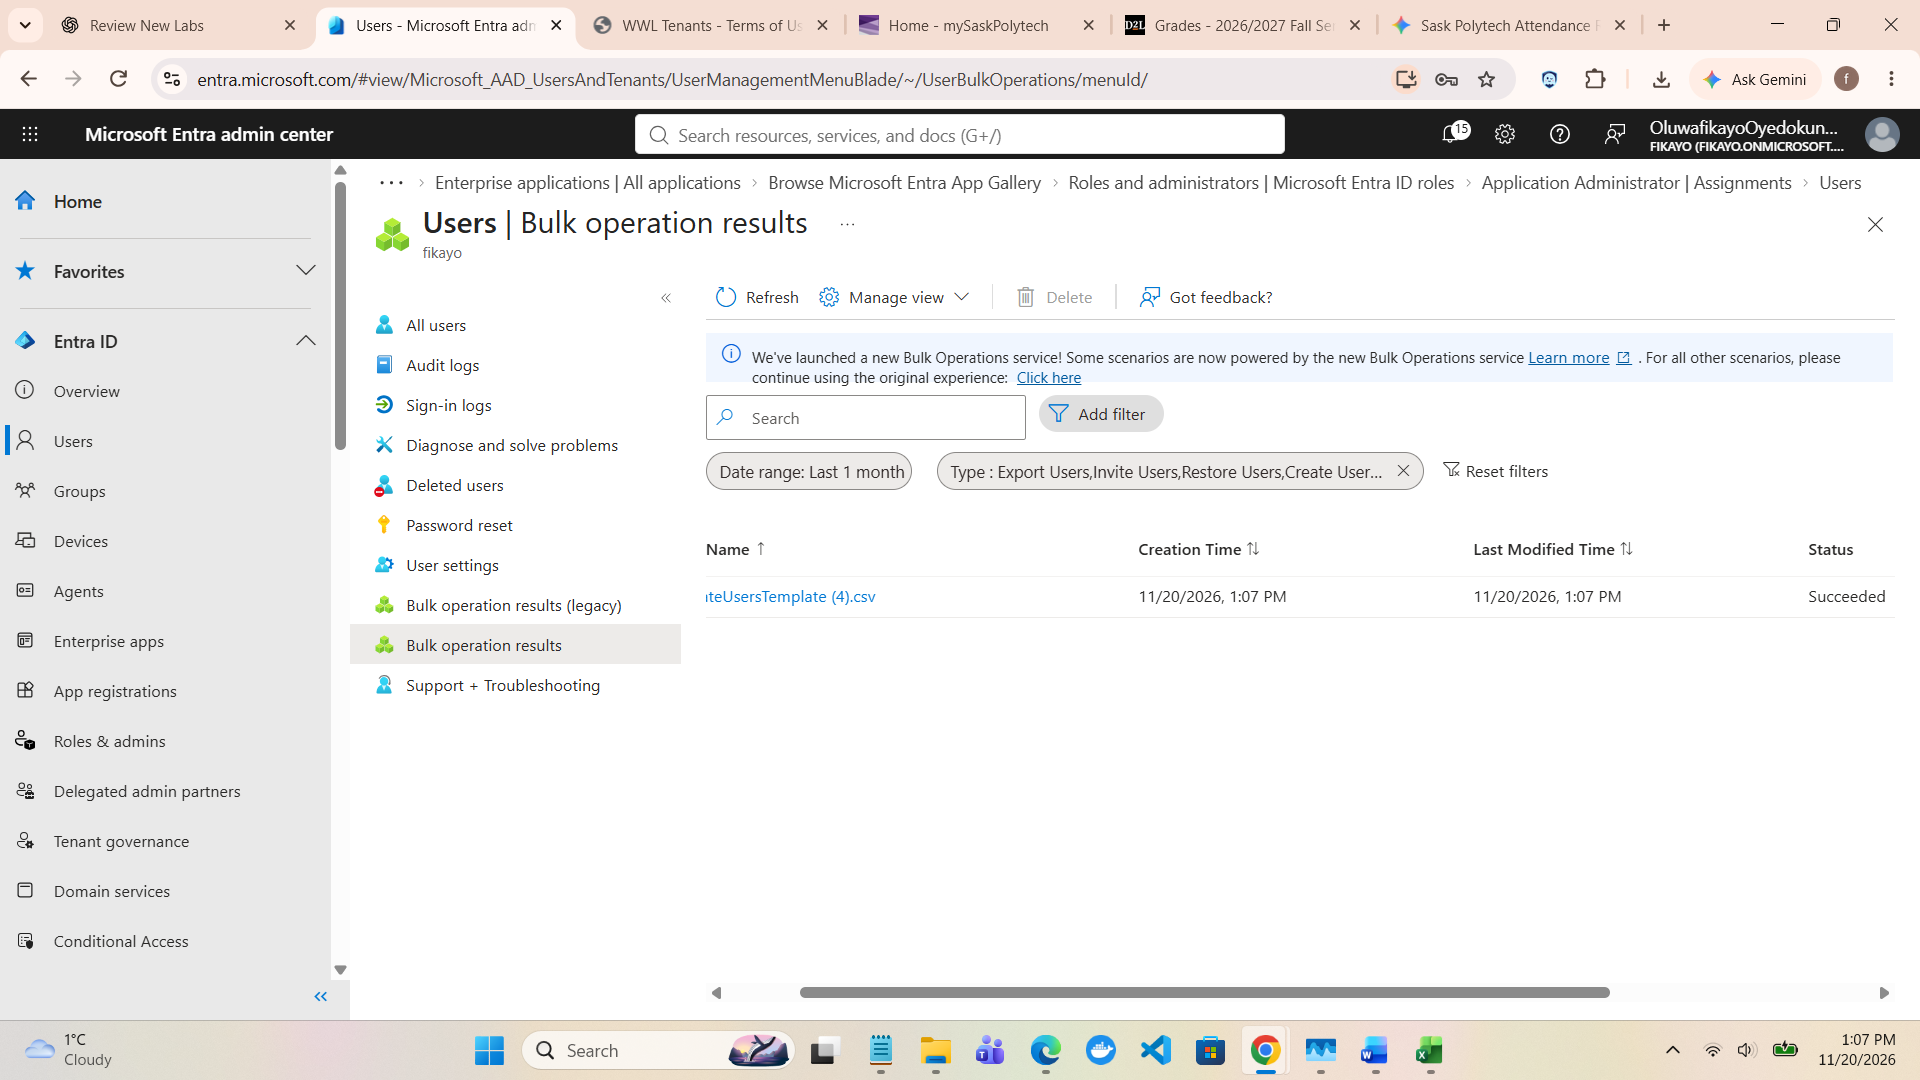 Review New Labs
Users - Microsoft Entra adn
WWL Tenants - Terms of Us
Home - mySaskPolytech
D2L
Grades - 2026/2027 Fall Se
Sask Polytech Attendance P
entra.microsoft.com/#view/Microsoft_AAD_UsersAndTenants/UserManagementMenuBlade/~/UserBulkOperations/menuId/
Ask Gemini
f
Microsoft Entra admin center
Search resources, services, and docs (G+/)
15
OluwafikayoOyedokun...
FIKAYO (FIKAYO.ONMICROSOFT....
Home
Favorites
Entra ID
Overview
Users
Groups
Devices
Agents
Enterprise apps
App registrations
Roles & admins
Delegated admin partners
Tenant governance
Domain services
Conditional Access
... > Enterprise applications | All applications > Browse Microsoft Entra App Gallery > Roles and administrators | Microsoft Entra ID roles > Application Administrator | Assignments > Users
Users | Bulk operation results ...
fikayo
All users
Audit logs
Sign-in logs
Diagnose and solve problems
Deleted users
Password reset
User settings
Bulk operation results (legacy)
Bulk operation results
Support + Troubleshooting
Refresh
Manage view
Delete
Got feedback?
We've launched a new Bulk Operations service! Some scenarios are now powered by the new Bulk Operations service Learn more . For all other scenarios, please
continue using the original experience: Click here
Search
Add filter
Date range: Last 1 month
Type : Export Users,Invite Users,Restore Users,Create User...
Reset filters
Name ↑ Creation Time ↑↓ Last Modified Time ↑↓ Status
ateUsersTemplate (4).csv 11/20/2026, 1:07 PM 11/20/2026, 1:07 PM Succeeded
1°C
Cloudy
Search
1:07 PM
11/20/2026